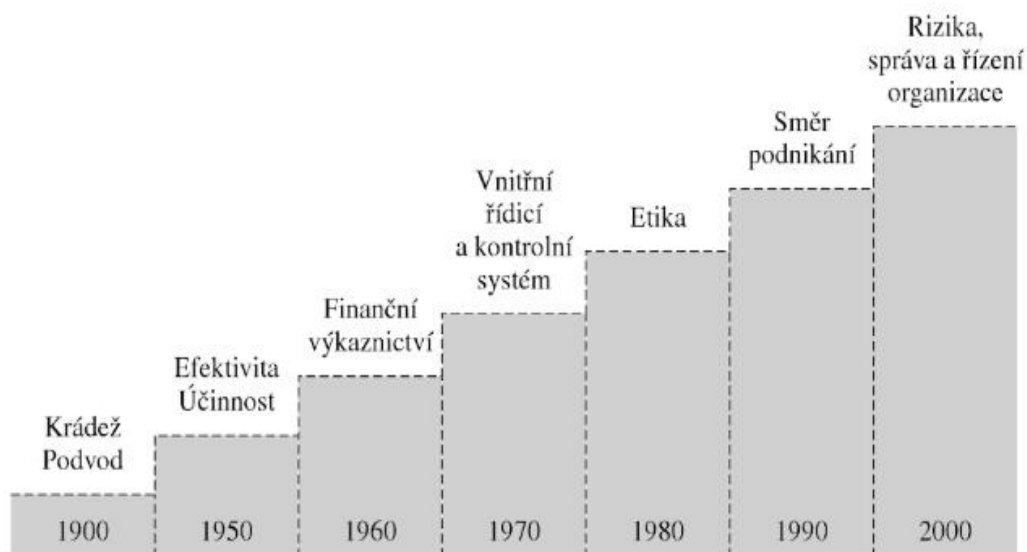 Krádež
Podvod
1900
Efektivita
Účinnost
1950
Finanční
výkaznictví
1960
Vnitřní
řídicí
a kontrolní
systém
1970
Etika
1980
Směr
podnikání
1990
Rizika,
správa a řízení
organizace
2000